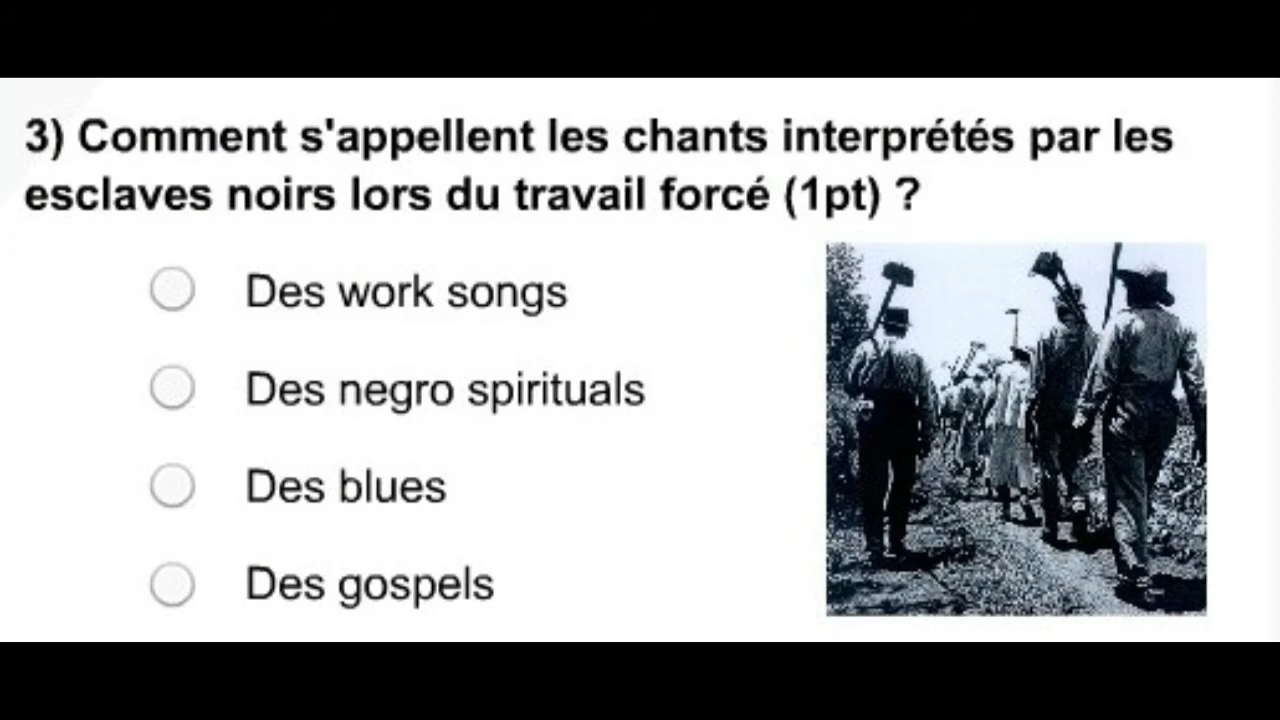 3) Comment s'appellent les chants interprétés par les
esclaves noirs lors du travail forcé (1pt) ?
Des work songs
Des negro spirituals
Des blues
Des gospels